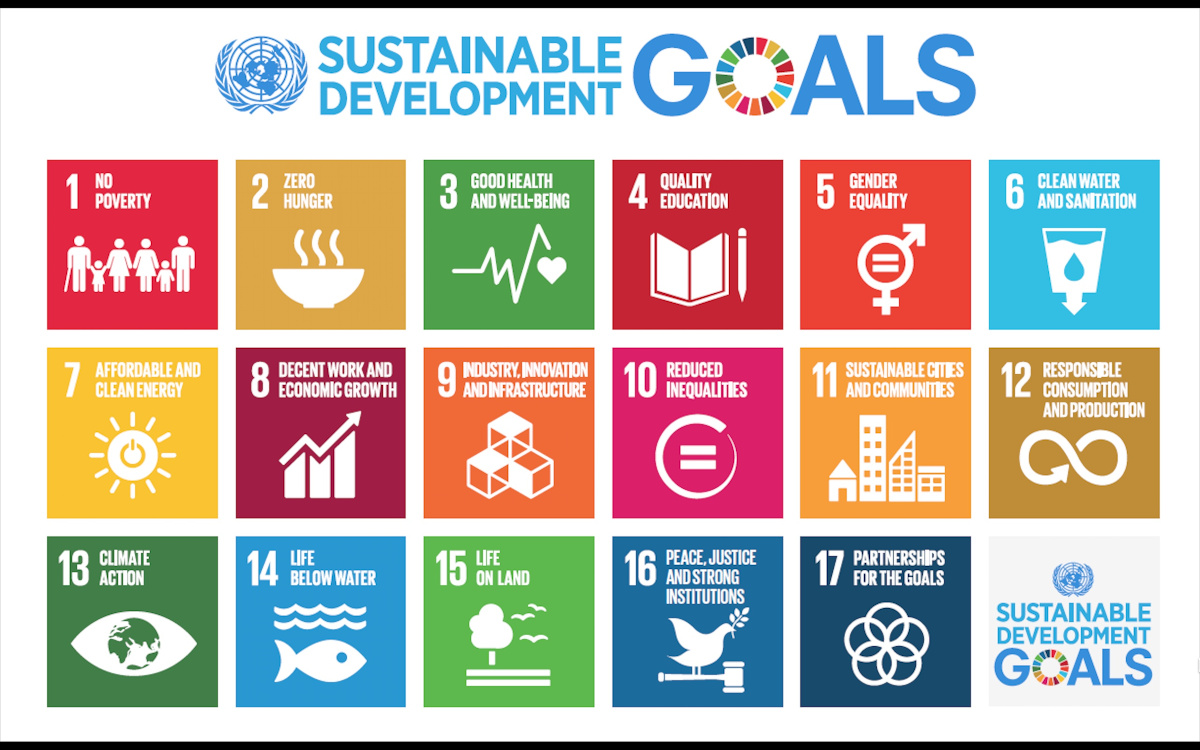 SUSTAINABLE
DEVELOPMENT
GOALS
1 NO
POVERTY
2 ZERO
HUNGER
3 GOOD HEALTH
AND WELL-BEING
4 QUALITY
EDUCATION
5 GENDER
EQUALITY
6 CLEAN WATER
AND SANITATION
7 AFFORDABLE AND
CLEAN ENERGY
8 DECENT WORK AND
ECONOMIC GROWTH
9 INDUSTRY, INNOVATION
AND INFRASTRUCTURE
10 REDUCED
INEQUALITIES
11 SUSTAINABLE CITIES
AND COMMUNITIES
12 RESPONSIBLE
CONSUMPTION
AND PRODUCTION
13 CLIMATE
ACTION
14 LIFE
BELOW WATER
15 LIFE
ON LAND
16 PEACE, JUSTICE
AND STRONG
INSTITUTIONS
17 PARTNERSHIPS
FOR THE GOALS
SUSTAINABLE
DEVELOPMENT
GOALS